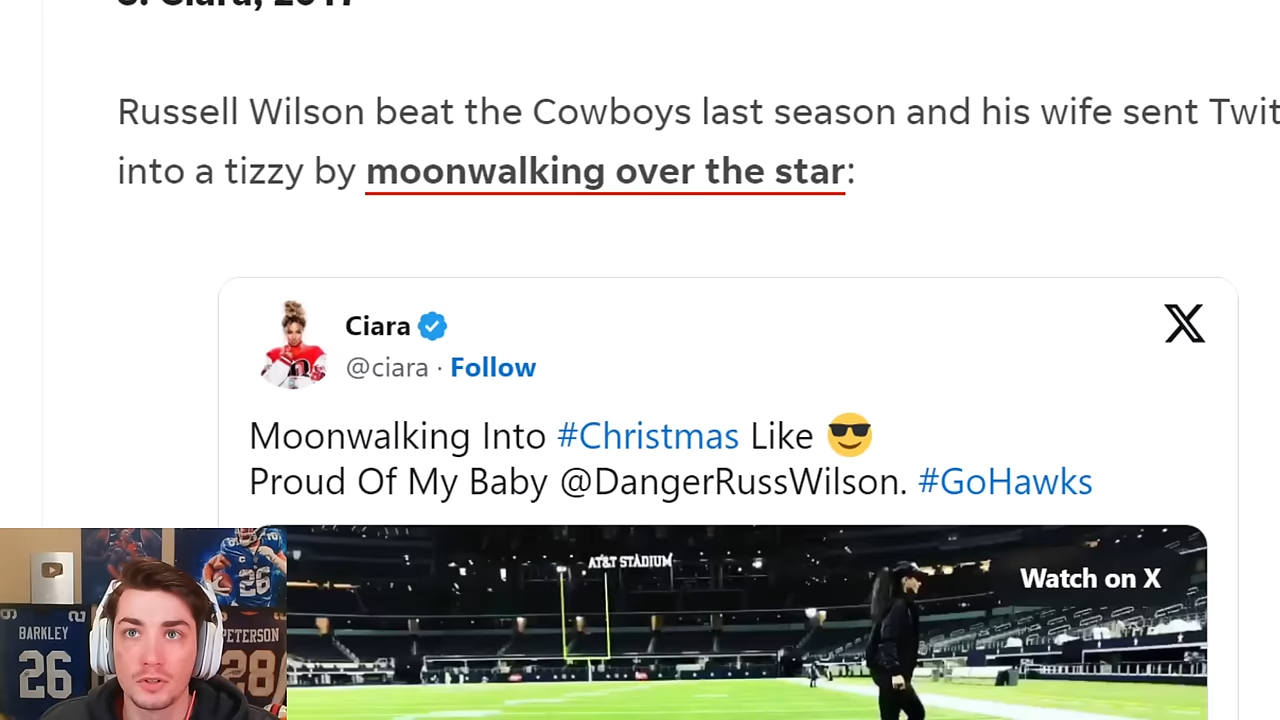 Russell Wilson beat the Cowboys last season and his wife sent Twit
into a tizzy by moonwalking over the star:
Ciara
@ciara · Follow
Moonwalking Into #Christmas Like 😎
Proud Of My Baby @DangerRussWilson. #GoHawks
AT&T STADIUM
Watch on X
BARKLEY
26
26
PETERSON
28